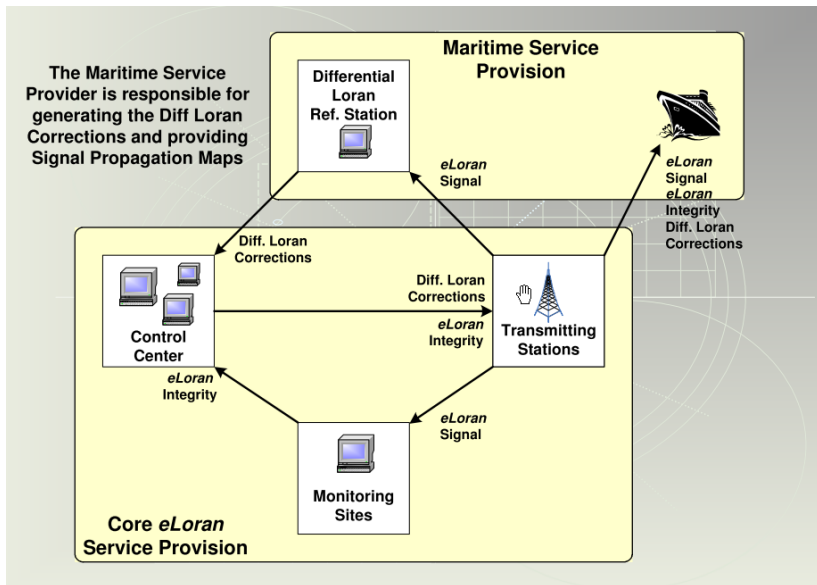 The Maritime Service
Provider is responsible for
generating the Diff Loran
Corrections and providing
Signal Propagation Maps
Maritime Service
Provision
Differential
Loran
Ref. Station
eLoran
Signal
eLoran
Signal
eLoran
Integrity
Diff. Loran
Corrections
Diff. Loran
Corrections
Control
Center
Diff. Loran
Corrections
eLoran
Integrity
Transmitting
Stations
eLoran
Integrity
eLoran
Signal
Monitoring
Sites
Core eLoran
Service Provision